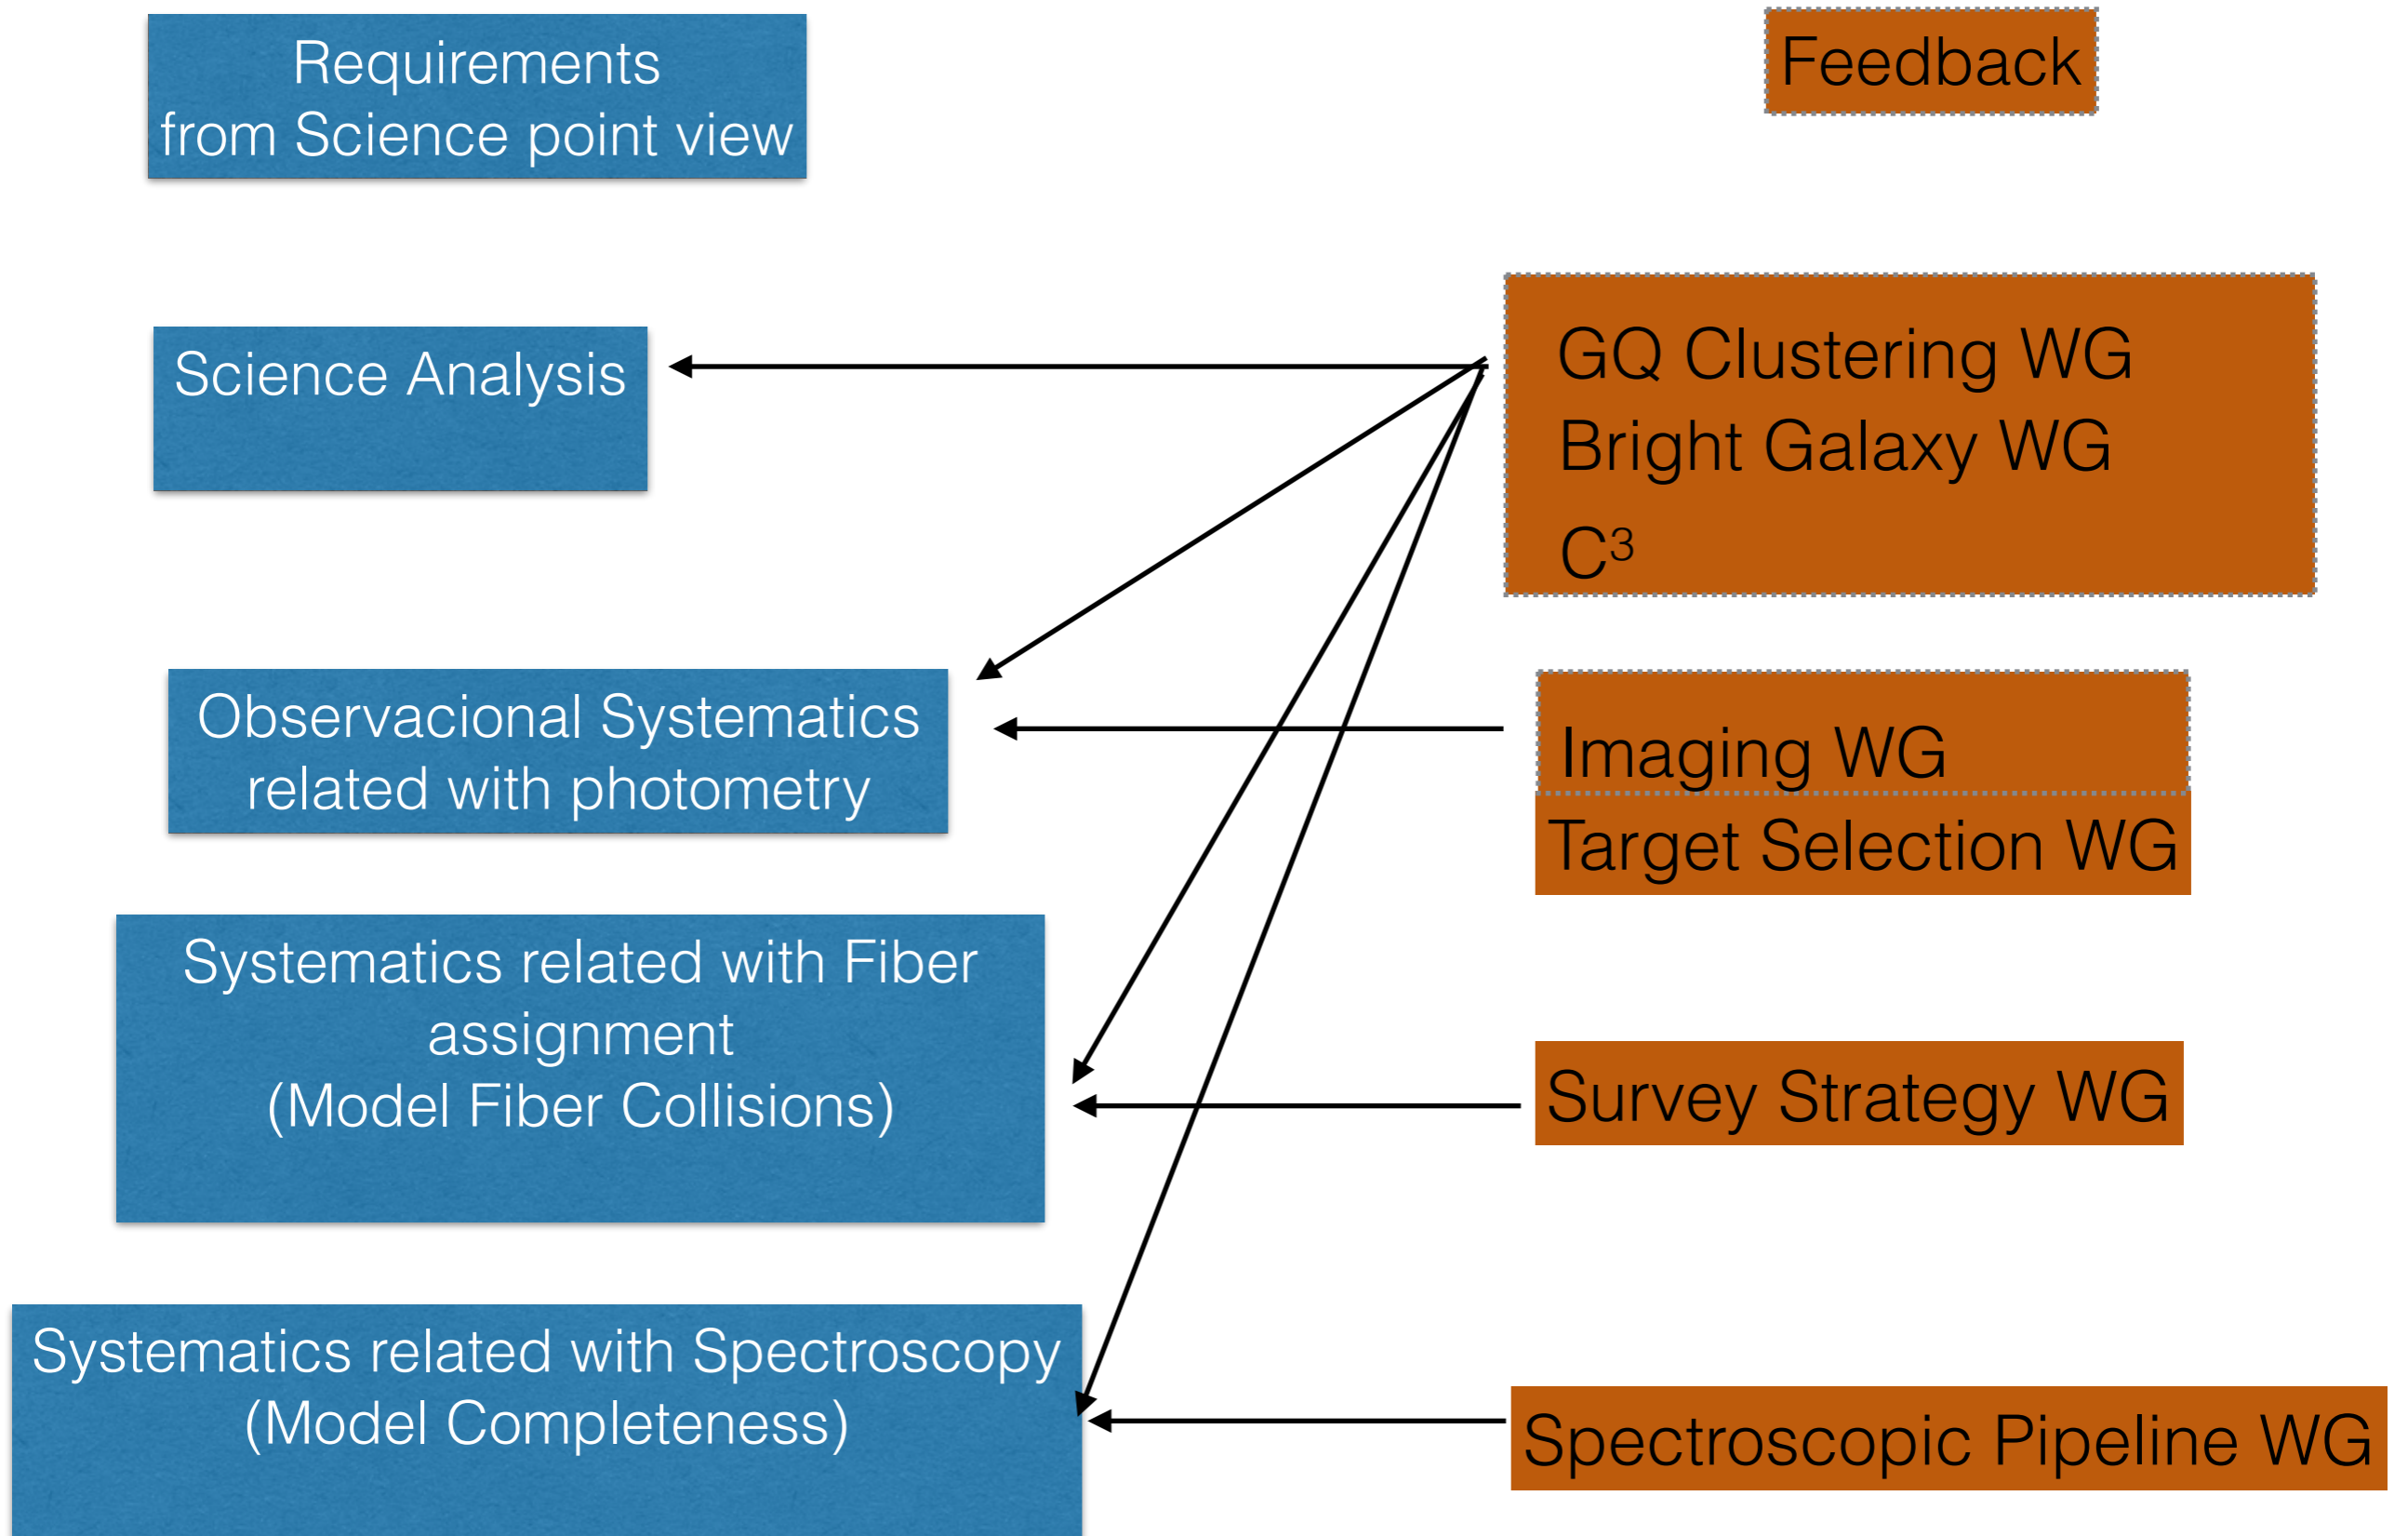 Requirements
from Science point view
Feedback
Science Analysis
GQ Clustering WG
Bright Galaxy WG
C³
Observacional Systematics
related with photometry
Imaging WG
Target Selection WG
Systematics related with Fiber
assignment
(Model Fiber Collisions)
Survey Strategy WG
Systematics related with Spectroscopy
(Model Completeness)
Spectroscopic Pipeline WG